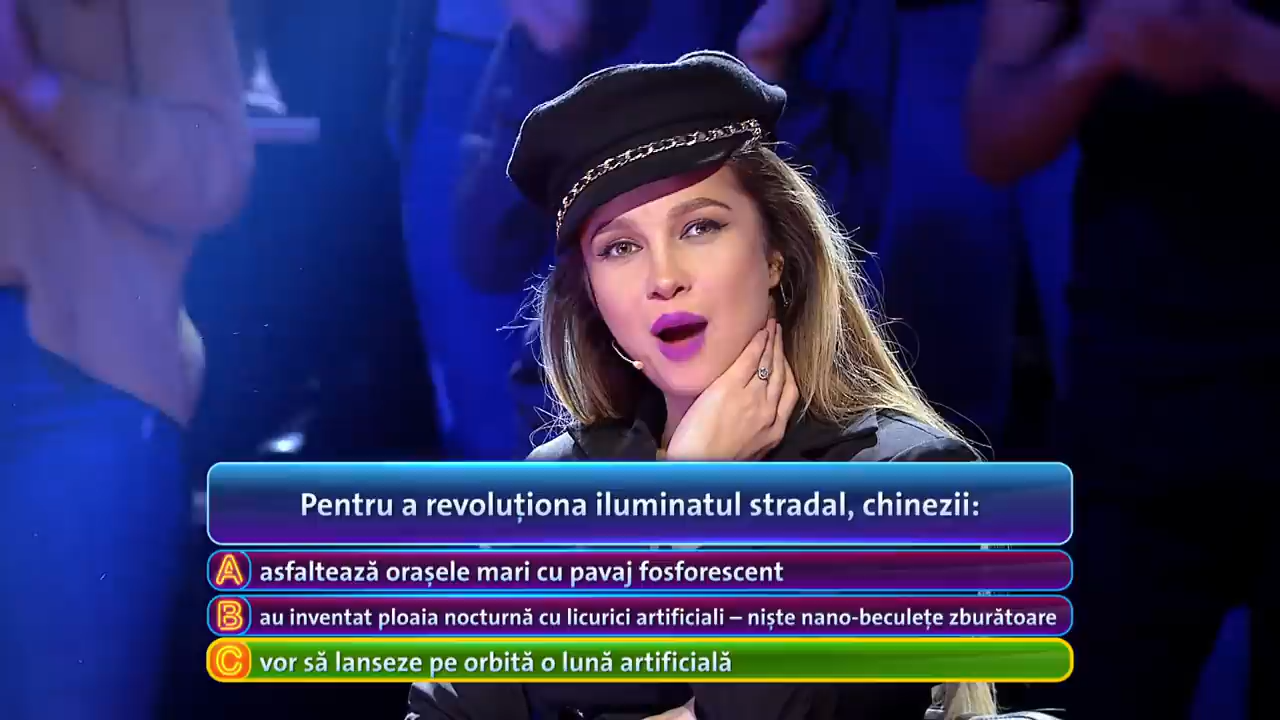 Pentru a revoluționa iluminatul stradal, chinezii:
A asfaltează orașele mari cu pavaj fosforescent
B au inventat ploaia nocturnă cu licurici artificiali – niște nano-beculețe zburătoare
C vor să lanseze pe orbită o lună artificială